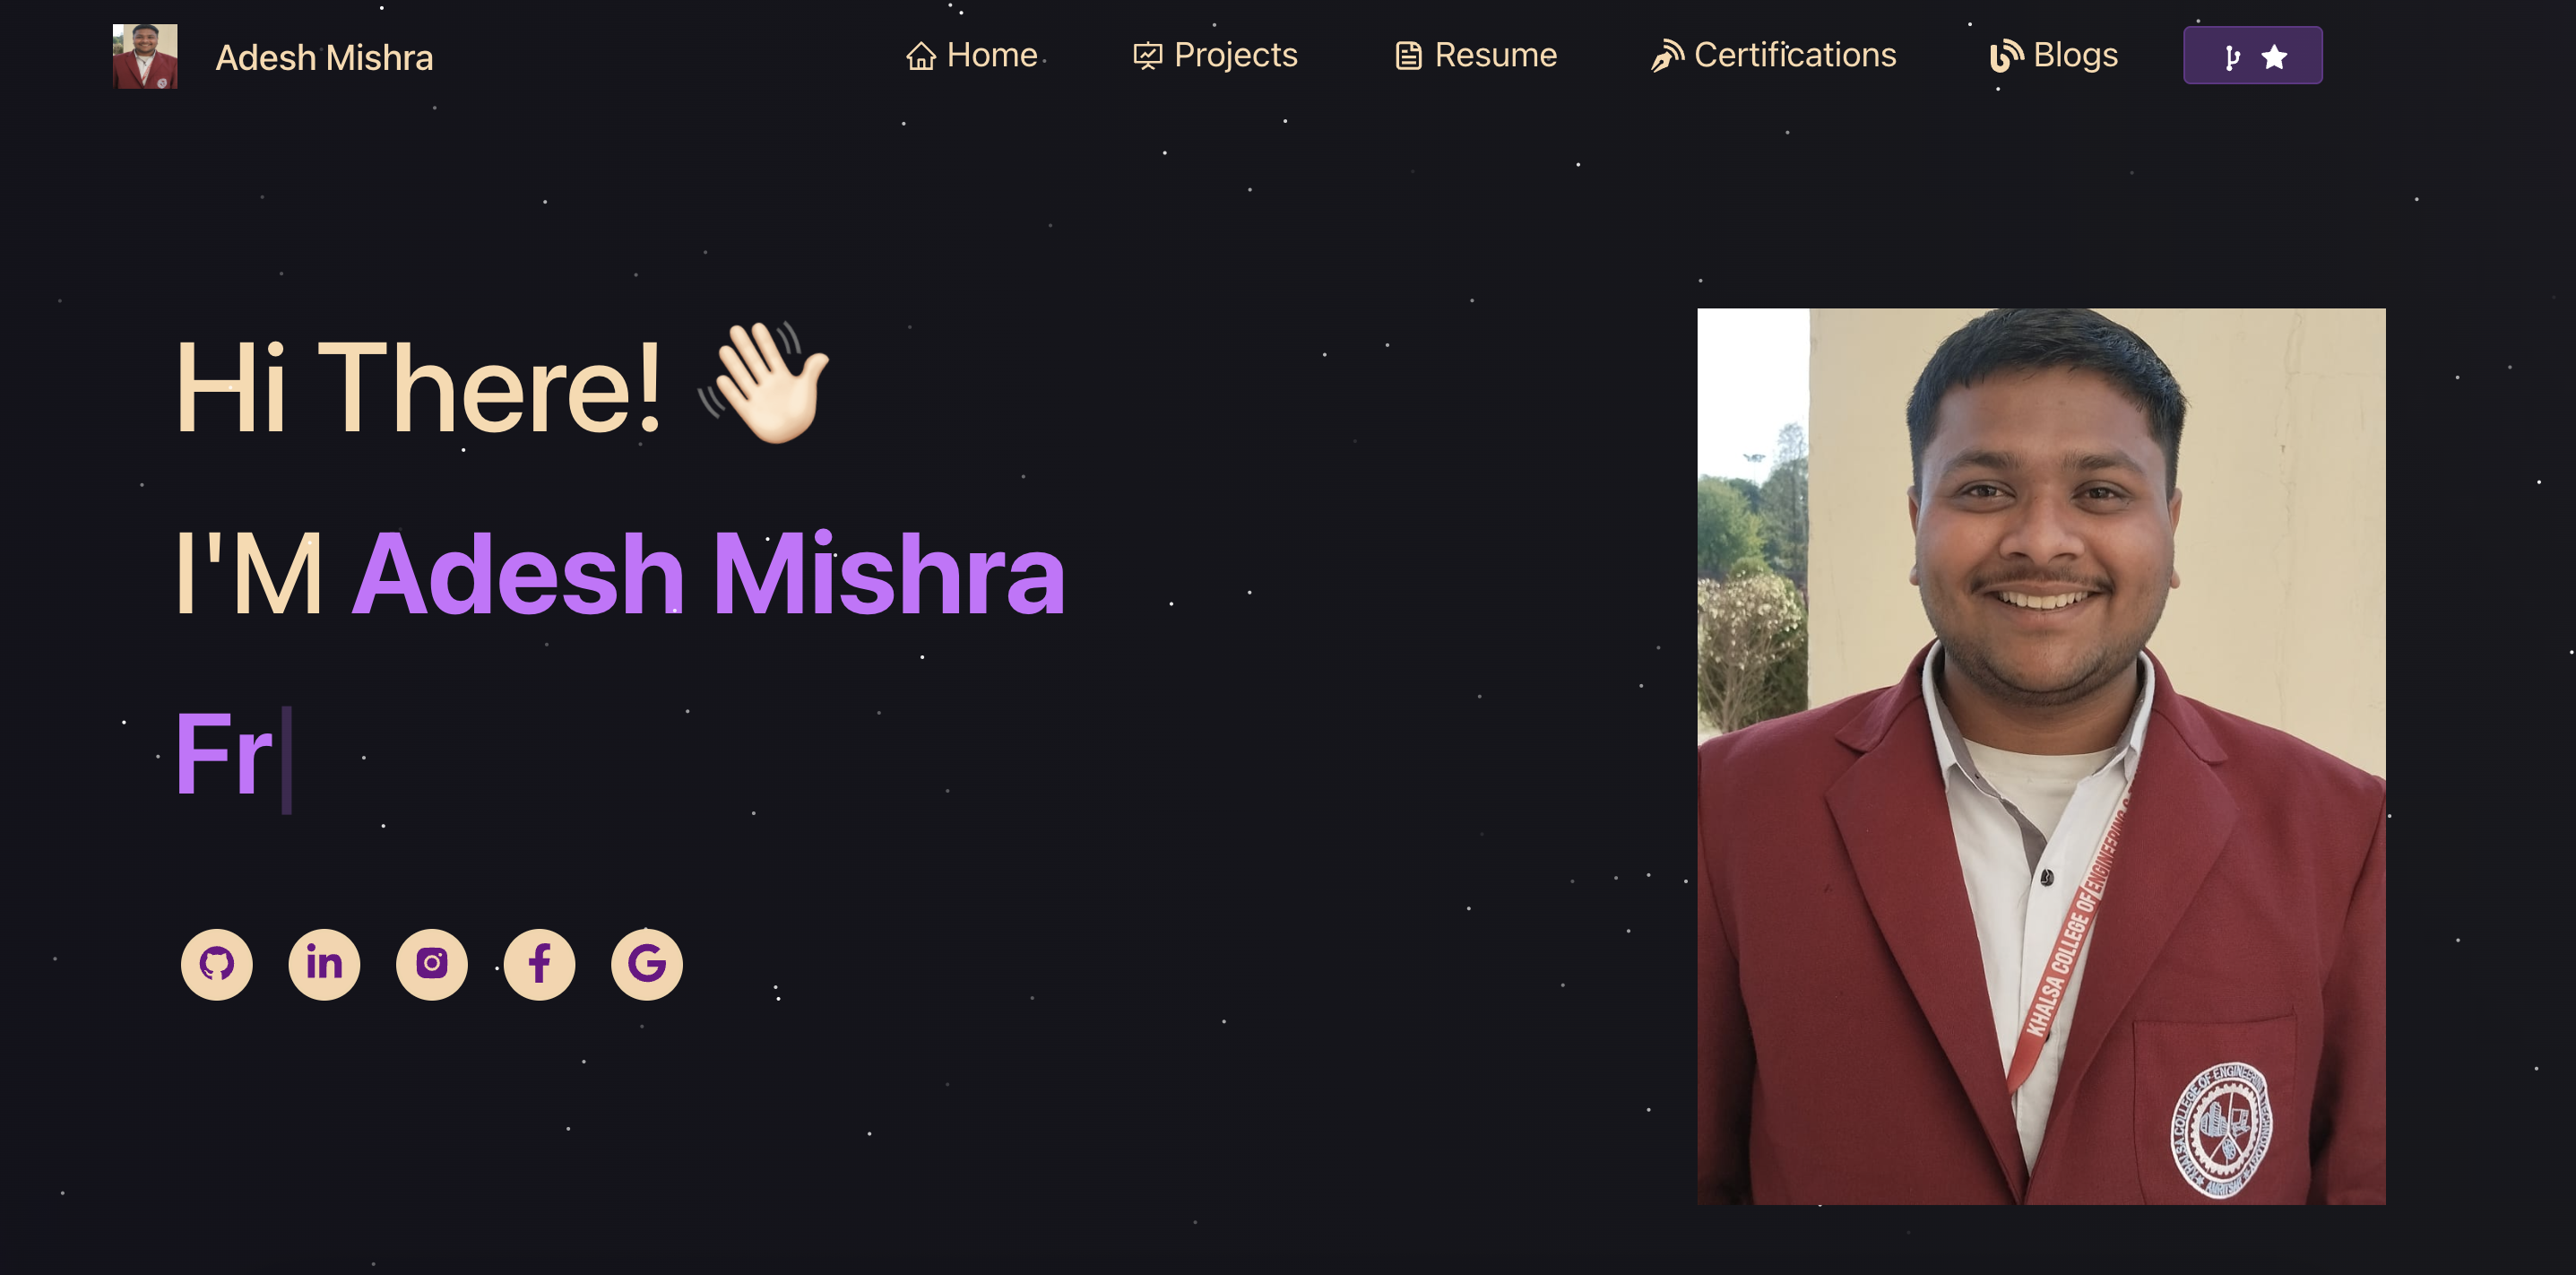 Adesh Mishra
Home
Projects
Resume
Certifications
Blogs
Hi There! 👋🏻
I'M Adesh Mishra
Fr
KHALSA COLLEGE OF ENGINEERING &
KHALSA COLLEGE OF ENGINEERING
TECHNOLOGY
AMRITSAR